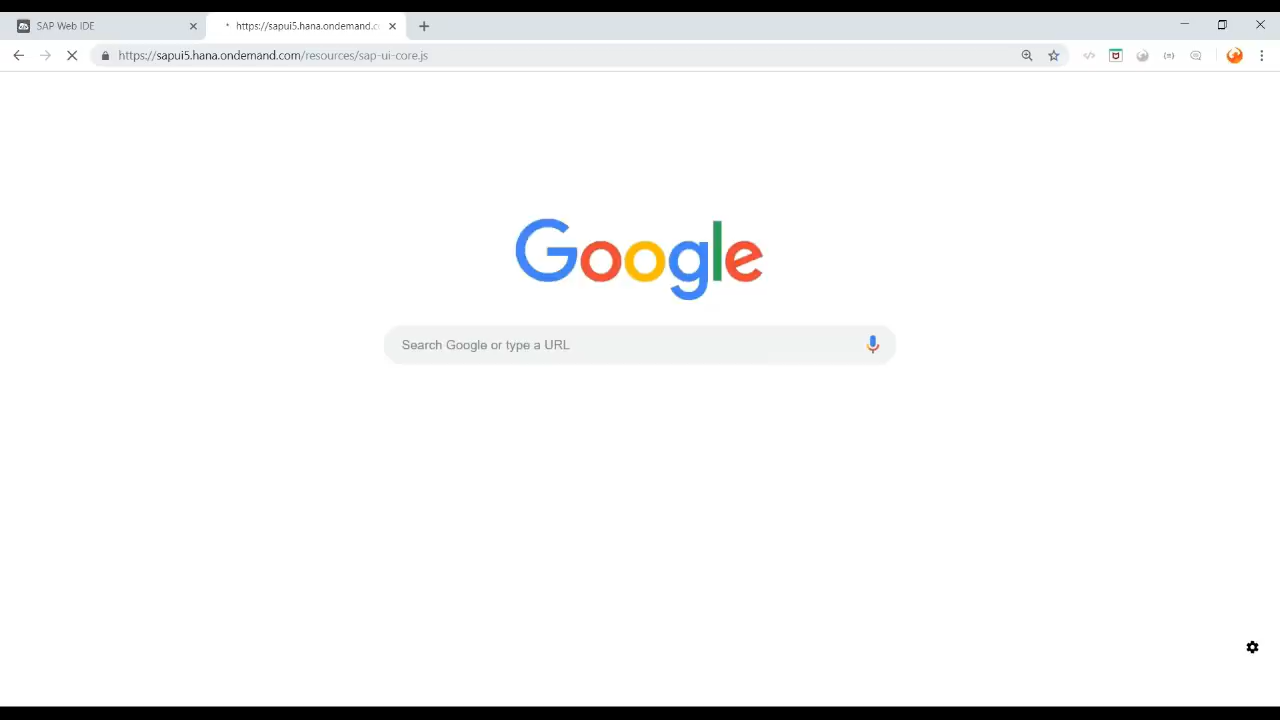 SAP Web IDE
https://sapui5.hana.ondemand.c
https://sapui5.hana.ondemand.com/resources/sap-ui-core.js
Google
Search Google or type a URL